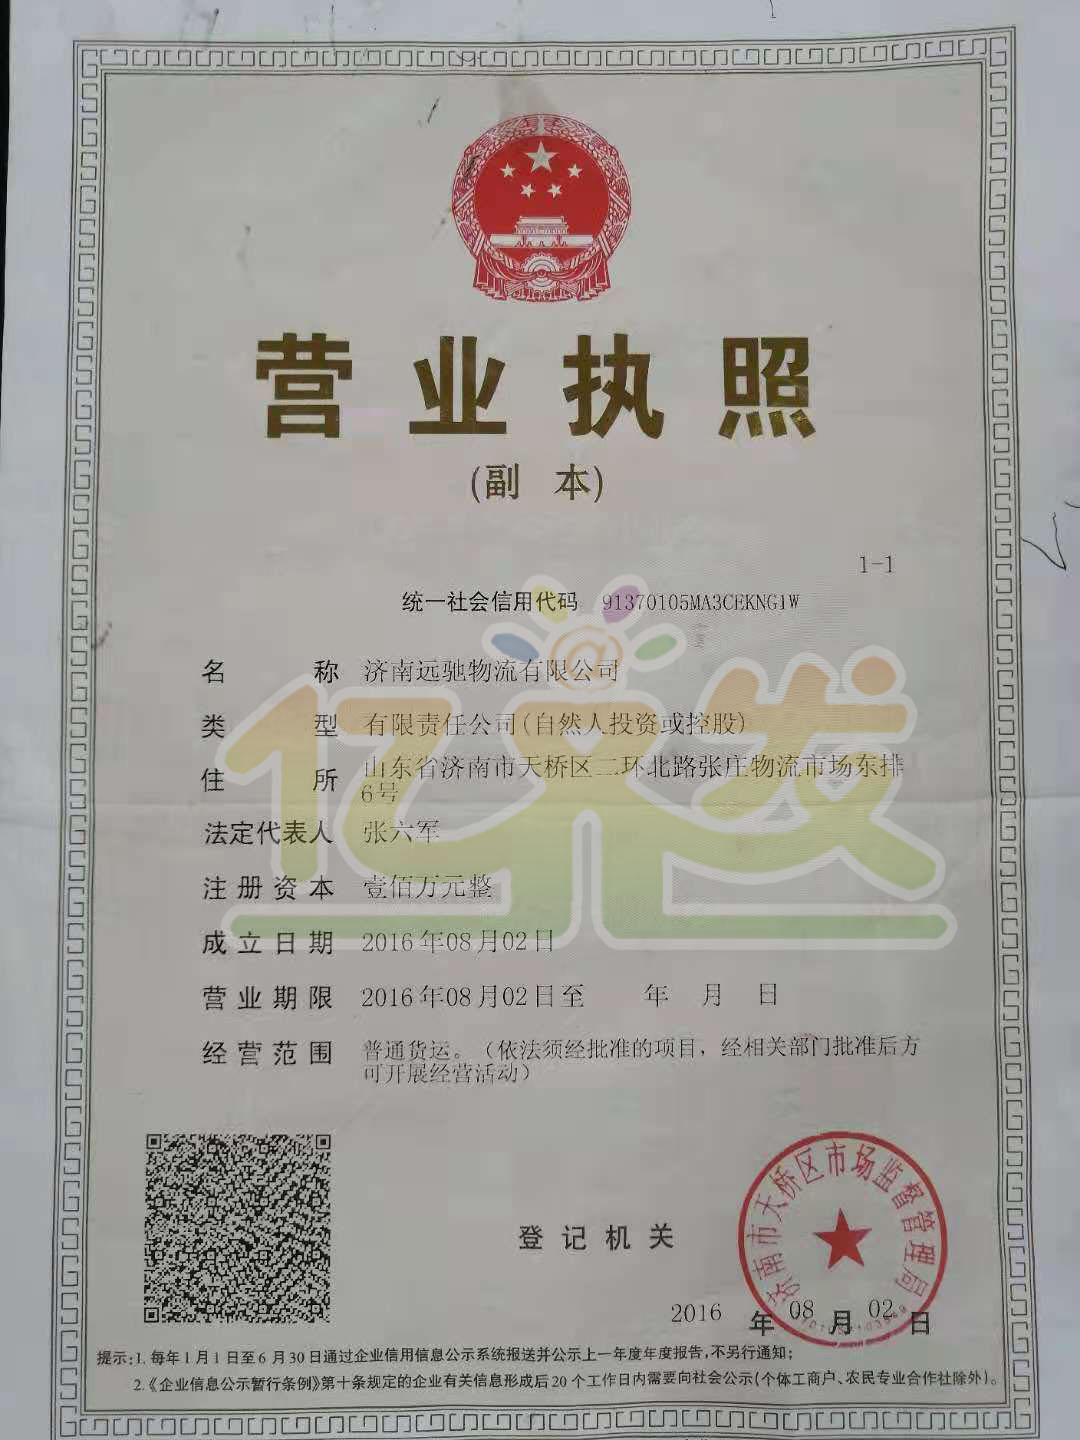 营业执照
(副 本)
1-1
统一社会信用代码 91370105MA3CEKNG1W
名 称 济南远驰物流有限公司
类 型 有限责任公司(自然人投资或控股)
住 所 山东省济南市天桥区二环北路张庄物流市场东排
6号
法定代表人 张六军
注册资本 壹佰万元整
成立日期 2016年08月02日
营业期限 2016年08月02日至 年 月 日
经营范围 普通货运。（依法须经批准的项目，经相关部门批准后方
可开展经营活动）
亿发
登记机关
济南市天桥区市场监督管理局
2016 年 08 月 02 日
提示:1.每年1月1日至6月30日通过企业信用信息公示系统报送并公示上一年度年度报告,不另行通知;
2.《企业信息公示暂行条例》第十条规定的企业有关信息形成后20个工作日内需要向社会公示(个体工商户、农民专业合作社除外)。